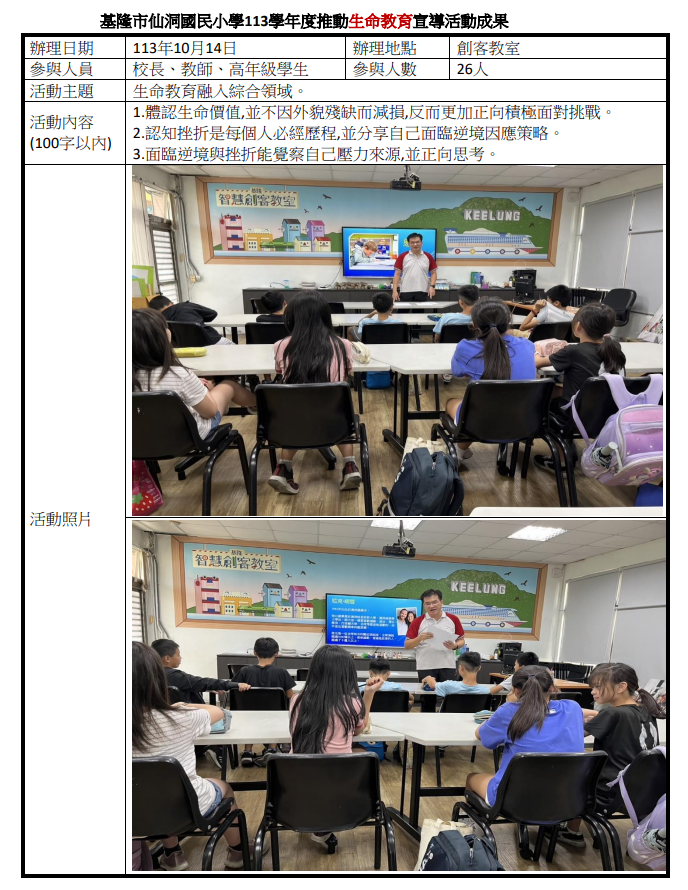 基隆市仙洞國民小學113學年度推動生命教育宣導活動成果
辦理日期 113年10月14日 辦理地點 創客教室
參與人員 校長、教師、高年級學生 參與人數 26人
活動主題 生命教育融入綜合領域。
活動內容
(100字以內)
1.體認生命價值,並不因外貌殘缺而減損,反而更加正向積極面對挑戰。
2.認知挫折是每個人必經歷程,並分享自己面臨逆境因應策略。
3.面臨逆境與挫折能覺察自己壓力來源,並正向思考。
活動照片
基隆
智慧創客教室
KEELUNG
基隆
智慧創客教室
KEELUNG